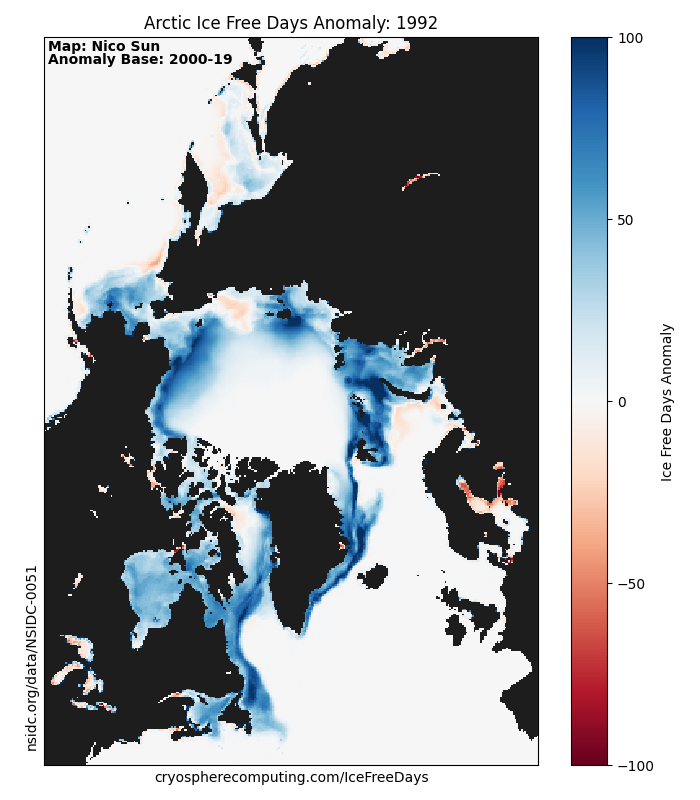 Arctic Ice Free Days Anomaly: 1992
Map: Nico Sun
Anomaly Base: 2000-19
100
50
0
−50
−100
Ice Free Days Anomaly
nsidc.org/data/NSIDC-0051
cryospherecomputing.com/IceFreeDays